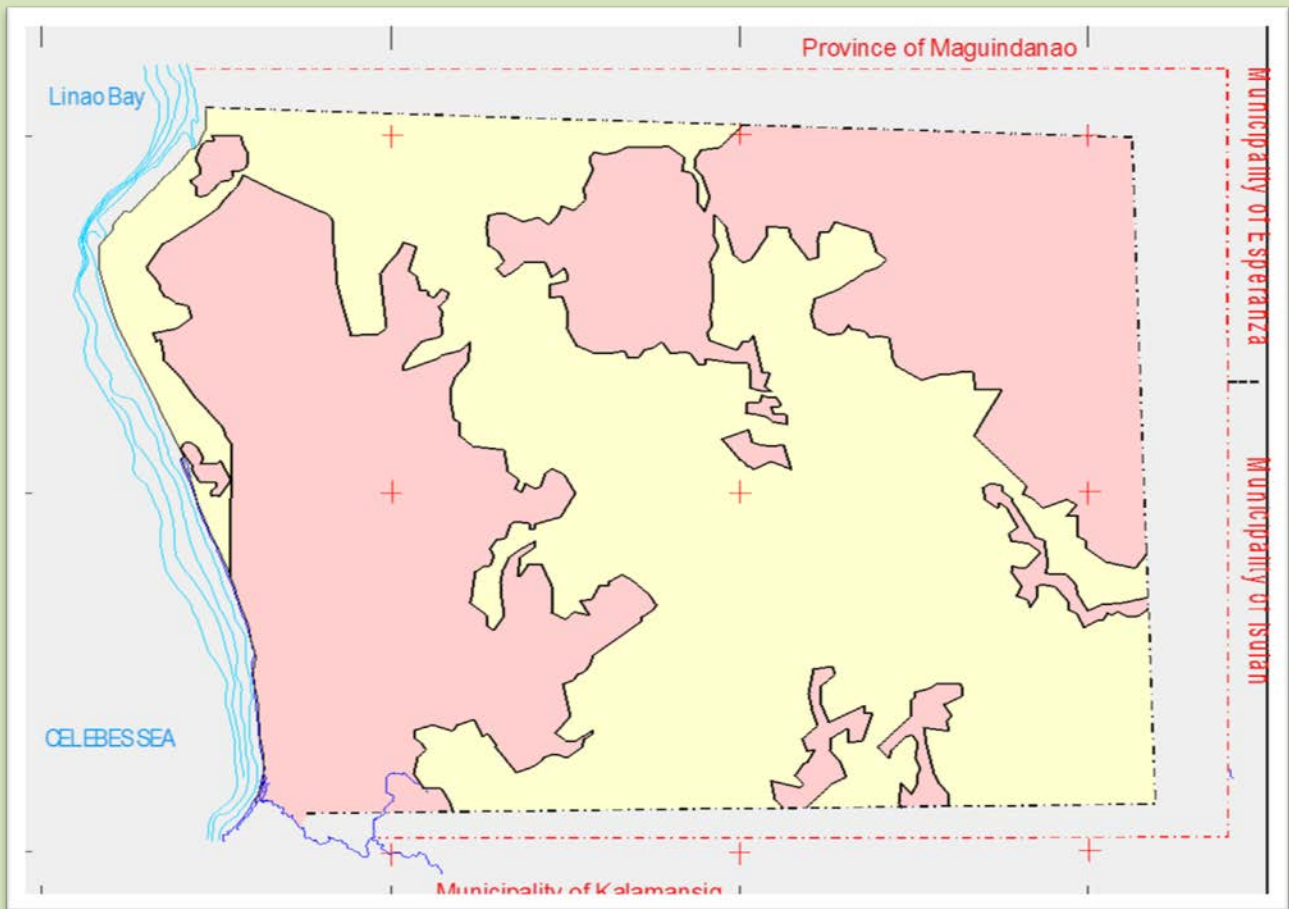 Province of Maguindanao
Linao Bay
Municipality of Esperanza
Municipality of Isulan
CELEBES SEA
Municipality of Kalamansig